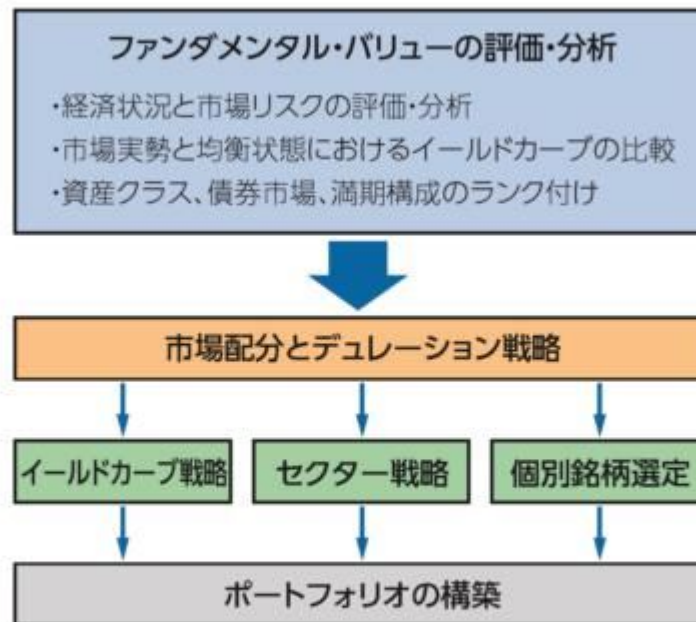 ファンダメンタル・バリューの評価・分析
・経済状況と市場リスクの評価・分析
・市場実勢と均衡状態におけるイールドカーブの比較
・資産クラス、債券市場、満期構成のランク付け
市場配分とデュレーション戦略
イールドカーブ戦略
セクター戦略
個別銘柄選定
ポートフォリオの構築